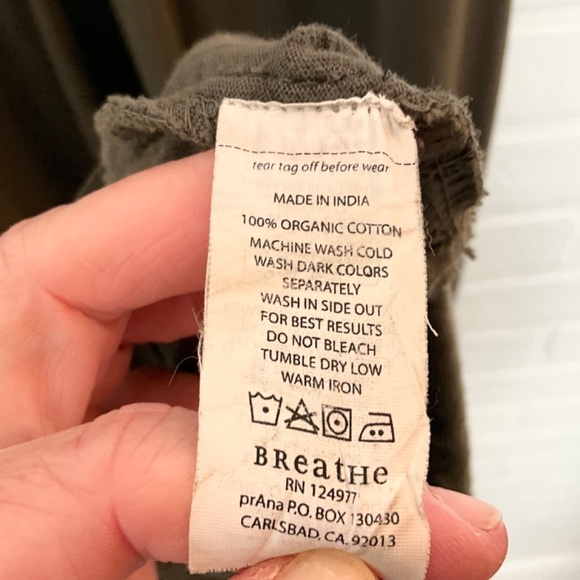 tear tag off before wear
MADE IN INDIA
100% ORGANIC COTTON
MACHINE WASH COLD
WASH DARK COLORS
SEPARATELY
WASH IN SIDE OUT
FOR BEST RESULTS
DO NOT BLEACH
TUMBLE DRY LOW
WARM IRON
BReatHe
RN 124977
prAna P.O. BOX 130430
CARLSBAD, CA. 92013